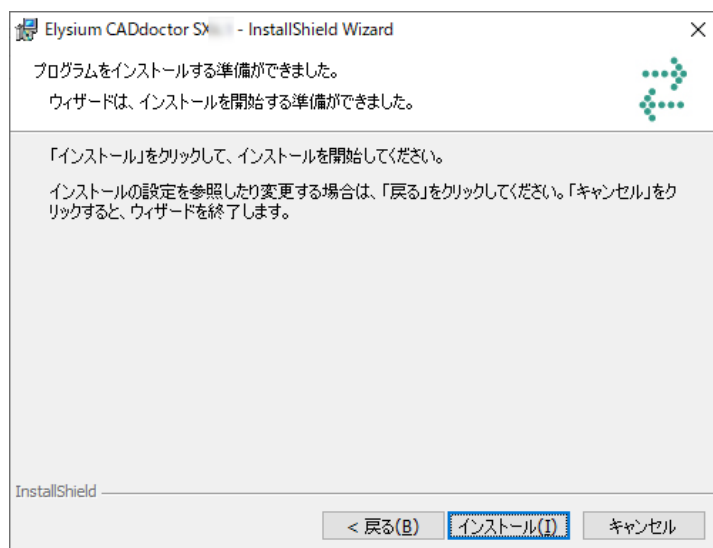 Elysium CADdoctor SX - InstallShield Wizard
プログラムをインストールする準備ができました。
ウィザードは、インストールを開始する準備ができました。
「インストール」をクリックして、インストールを開始してください。
インストールの設定を参照したり変更する場合は、「戻る」をクリックしてください。「キャンセル」をク
リックすると、ウィザードを終了します。
InstallShield
< 戻る(B)
インストール(I)
キャンセル